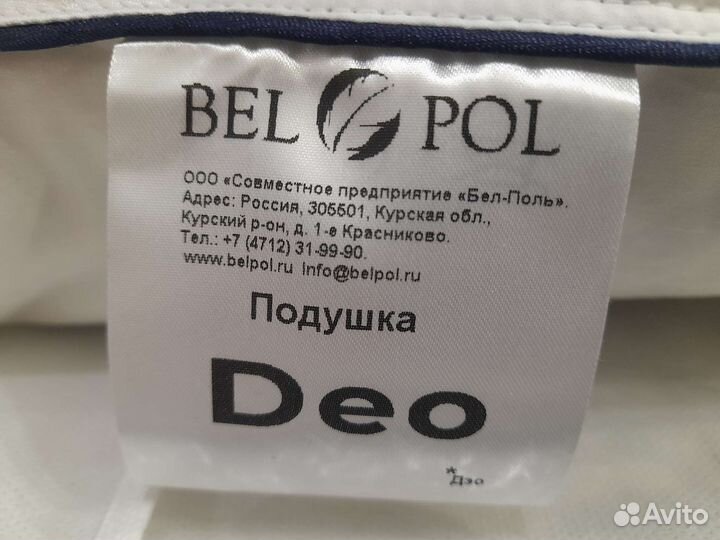 BEL POL
ООО «Совместное предприятие «Бел-Поль».
Адрес: Россия, 305501, Курская обл.,
Курский р-он, д. 1-е Красниково.
Тел.: +7 (4712) 31-99-90.
www.belpol.ru Info@belpol.ru
Подушка
Deo
*Дэо
Avito